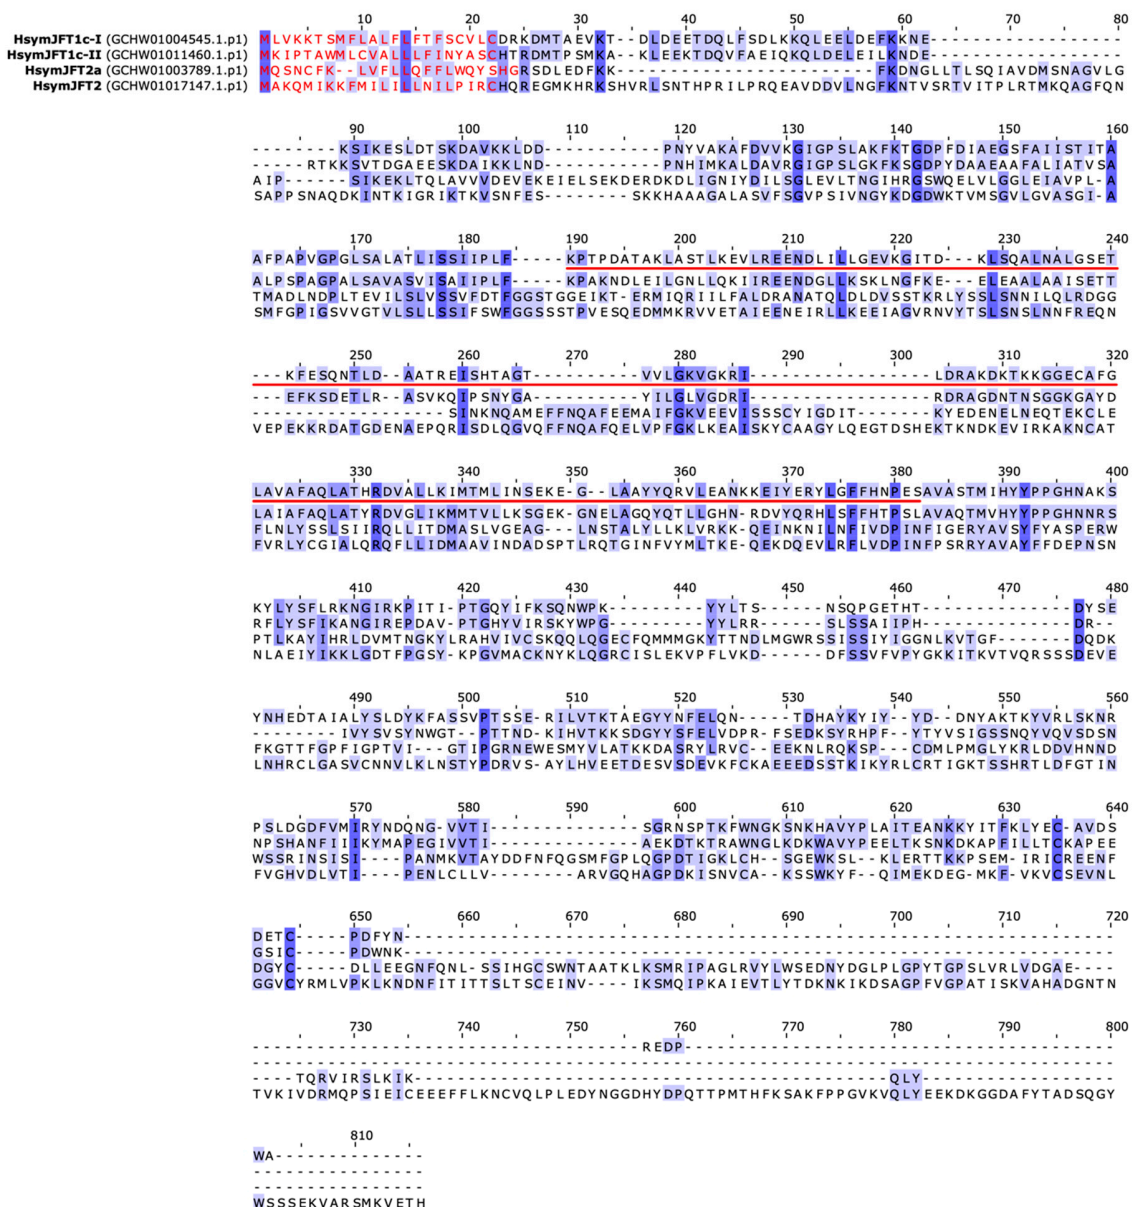 10 20 30 40 50 60 70 80
HsymJFT1c-I (GCHW01004545.1.p1) MLVKKTSMFLALFLFTFSCVLCDRKDMTAEVKT--DLDEETDQLFSDLKKQLEELDEFKKNE------------------
HsymJFT1c-II (GCHW01011460.1.p1) MKIPTAWMLCVALLLFINYASCHTRDMTPSMKA--KLEEKTDQVFAEIQKQLDELEILKNDE------------------
HsymJFT2a (GCHW01003789.1.p1) MQSNCFK--LVFLLQFFLWQYSHGRSDLEDFKK------------------------FKDNGLLTLSQIAVDMSNAGVLG
HsymJFT2 (GCHW01017147.1.p1) MAKQMIKKFMILILLNILPIRCHQREGMKHRKSHVRLSNTHPRILPRQEAVDDVLNGFKNTVSRTVITPLRTMKQAGFQN
90 100 110 120 130 140 150 160
--------KSIKESLDTSKDAVKKLDD-----------PNYVAKAFDVVKGIGPSLAKFKTGDPFDIAEGSFAIISTITA
-----RTKKSVTDGAEESKDAIKKLND-----------PNHIMKALDAVRGIGPSLGKFKSGDPYDAAEAAFALIATVSA
AIP------SIKEKLTQLAVVVDEVEKEIELSEKDERDKDLIGNIYDILSGLEVLTNGIHRGSWQELVLGGLEIAVPL-A
SAPPSNAQDKINTKIGRIKTKVSNFES------SKKHAAAGALASVFSGVPSIVNGYKDGDWKTVMSGVLGVASGI-A
170 180 190 200 210 220 230 240
AFPAPVGPGLSALATLISSIIPLF-----KPTPDATAKLASTLKEVLREENDLILLGEVKGITD---KLSQALNALGSET
ALPSPAGPALSAVASVISAIIPLF-----KPAKNDLEILGNLLQKIIREENDGLLKSKLNGFKE---ELEAALAAISETT
TMADLNDPLTEVILSLVSSVFDTFGGSTGGEIKT-ERMIQRIILFALDRANATQLDLDVSSTKRLYSSLSNNILQLRDGG
SMFGPIGSVVGTVLSLLSSIFSWFGGSSSTPVESQEDMMKRVVETAIEENEIRLLKEEIAGVRNVYTSLSNSLNNFREQN
250 260 270 280 290 300 310 320
---KFESQNTLD--AATREISHTAGT----------VVLGKVGKRI-----------------LDRAKDKTKKGGECAFG
---EFKSDETLR--ASVKQIPSNYGA----------YILGLVGDRI-----------------RDRAGDNTNSGGKGAYD
-------------------SINKNQAMEFFNQAFEEMAIFGKVEEVISSSCYIGDIT------KYEDENELNEQTEKCLE
VEPEKKRDATGDENAEPQRISDLQGVQFFNQAFQELVPFGKLKEAISKYCAAGYLQEGTDSHEKTKNDKEVIRKAKNCAT
330 340 350 360 370 380 390 400
LAVAFAQLATHRDVALLKIMTMLINSEKE-G--LAAYYQRVLEANKKEIYERYLGFFHNPESAVASTMIHYYPPGHNAKS
LAIAFAQLATYRDVGLIKMMTVLLKSGEK-GNELAGQYQTLLGHN-RDVYQRHLSFFHTPSLAVAQTMVHYYPPGHNNRS
FLNLYSSLSIIRQLLITDMASLVGEAG---LNSTALYLLKLVRKK-QEINKNILNFIVDPINFIGERYAVSYFYASPERW
FVRLYCGIALQRQFLLIDMAAVINDADSPTLRQTGINFVYMLTKE-QEKDQEVLRFLVDPINFPSRRYAVAYFFDEPNSN
410 420 430 440 450 460 470 480
KYLYSFLRKNGIRKPITI-PTGQYIFKSQNWPK-------YYLTS------NSQPGETHT--------------DYSE
RFLYSFIKANGIREPDAV-PTGHYVIRSKYWPG-------YYLRR------SLSSAIIPH--------------DR--
PTLKAYIHRLDVMTNGKYLRAHVIVCSKQQLQGECFQMMMGKYTTNDLMGWRSSISSIYIGGNLKVTGF-----DQDK
NLAEIYIKKLGDTFPGSY-KPGVMACKNYKLQGRCISLEKVPFLVKD-------DFSSVFVPYGKKITKVTVQRSSSDEVE
490 500 510 520 530 540 550 560
YNHEDTAIALYSLDYKFASSVPTSSE-RILVTKTAEGYYNFELQN-----TDHAYKYIY--YD--DNYAKTKYVRLSKNR
--------IVYSVSYNWGT--PTTND-KIHVTKKSDGYYSFELVDPR-FSEDKSYRHPF--YTYVSIGSSNQYVQVSDSN
FKGTTFGPFIGPTVI---GTIPGRNEWESMYVLATKKDASRYLRVC--EEKNLRQKSP---CDMLPMGLYKRLDDVHNND
LNHRCLGASVCNNVLKLNSTYPDRVS-AYLHVEETDESVSDEVKFCKAEEEDSSTKIKYRLCRTIGKTSSHRTLDFGTIN
570 580 590 600 610 620 630 640
PSLDGDFVMIRYNDQNG-VVTI---------------SGRNSPTKFWNGKSNKHAVYPLAITEANKKYITFKLYEC-AVDS
NPSHANFIIIKYMAPEGIVVTI---------------AEKDTKTRAWNGLKDKWAVYPEELTKSNKDKAPFILLTCKAPEE
WSSRINSISI----PANMKVTAYDDFNFQGSMFGPLQGPDTIGKLCH--SGEWKSL--KLERTTKKPSEM-IRICREENF
FVGHVDLVTI----PENLCLLV--------ARVGQHAGPDKISNVCA--KSSWKYF--QIMEKDEG-MKF-VKVCSEVNL
650 660 670 680 690 700 710 720
DETC-----PDFYN------------------------------------------------------------------
GSIC-----PDWNK------------------------------------------------------------------
DGYC-----DLLEEGNFQNL-SSIHGCSWNTAATKLKSMRIPAGLRVYLWSEDNYDGLPLGPYTGPSLVRLVDGAE----
GGVCYRMLVPKLKNDNFITITTSLTSCEINV----IKSMQIPKAIEVTLYTDKNKIKDSAGPFVGPATISKVAHADGNTN
730 740 750 760 770 780 790 800
-------------------------------------REDP----------------------------------------
--------------------------------------------------------------------------------
----TQRVIRSLKIK--------------------------------------------QLY------------------
TVKIVDRMQPSIEICEEEFFLKNCVQLPLEDYNGGDHYDPQTTPMTHFKSAKFPPGVKVQLYEEKDKGGDAFYTADSQGY
810
WA--------------
----------------
----------------
WSSSEKVARSMKVETH